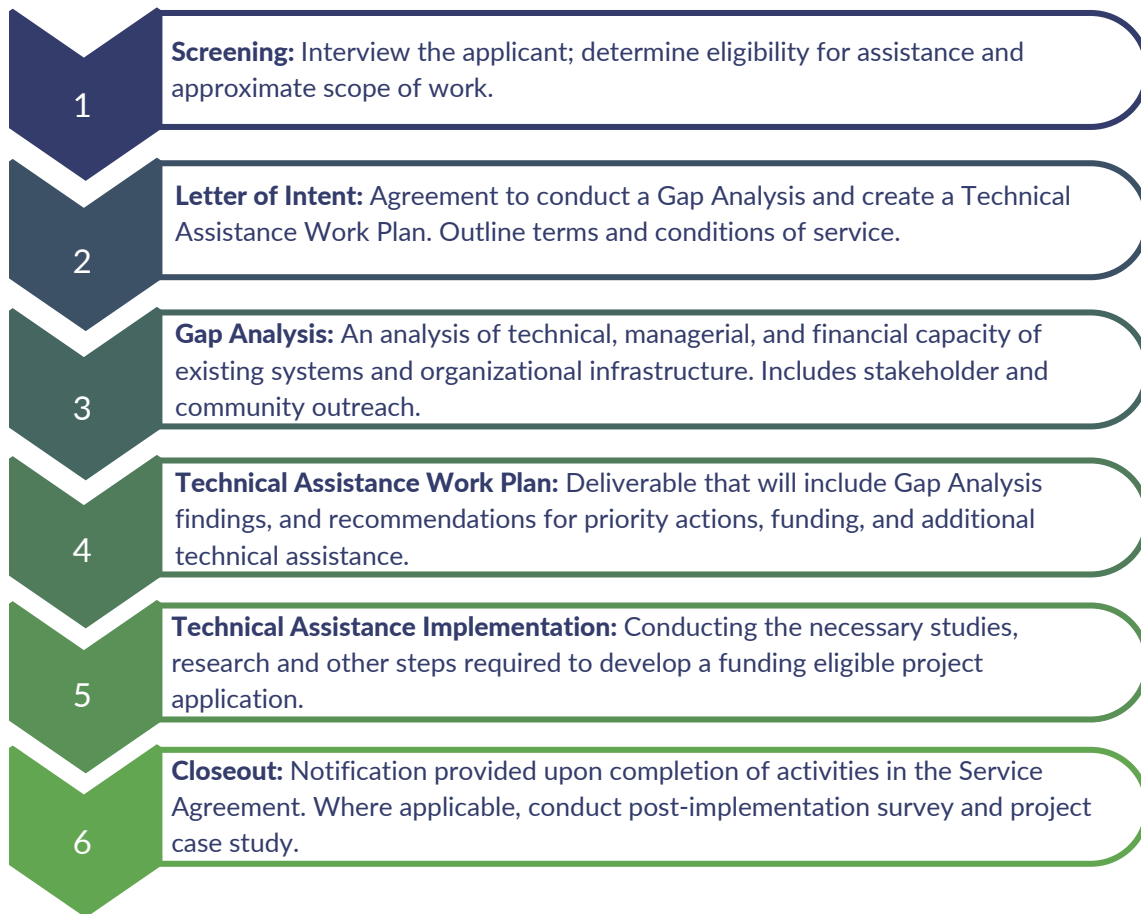 1
Screening: Interview the applicant; determine eligibility for assistance and
approximate scope of work.
2
Letter of Intent: Agreement to conduct a Gap Analysis and create a Technical
Assistance Work Plan. Outline terms and conditions of service.
3
Gap Analysis: An analysis of technical, managerial, and financial capacity of
existing systems and organizational infrastructure. Includes stakeholder and
community outreach.
4
Technical Assistance Work Plan: Deliverable that will include Gap Analysis
findings, and recommendations for priority actions, funding, and additional
technical assistance.
5
Technical Assistance Implementation: Conducting the necessary studies,
research and other steps required to develop a funding eligible project
application.
6
Closeout: Notification provided upon completion of activities in the Service
Agreement. Where applicable, conduct post-implementation survey and project
case study.